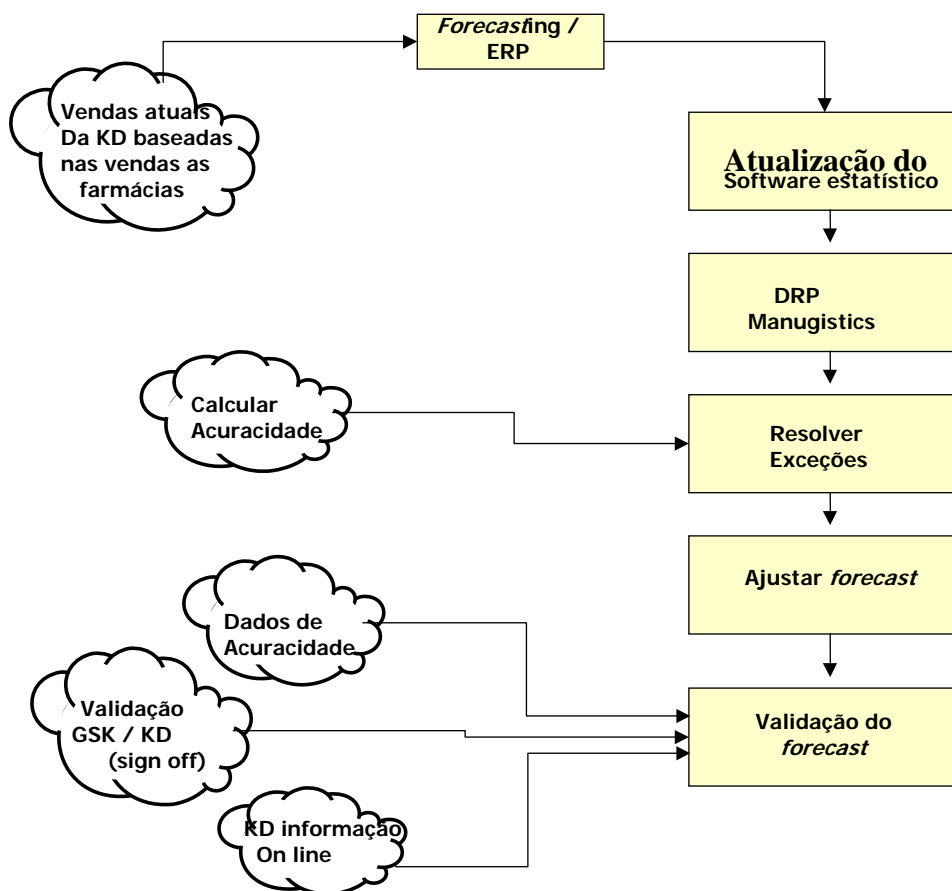 Forecasting /
ERP
Vendas atuais
Da KD baseadas
nas vendas as
farmácias
Atualização do
Software estatístico
DRP
Manugistics
Calcular
Acuracidade
Resolver
Exceções
Ajustar forecast
Dados de
Acuracidade
Validação
GSK / KD
(sign off)
Validação do
forecast
KD informação
On line